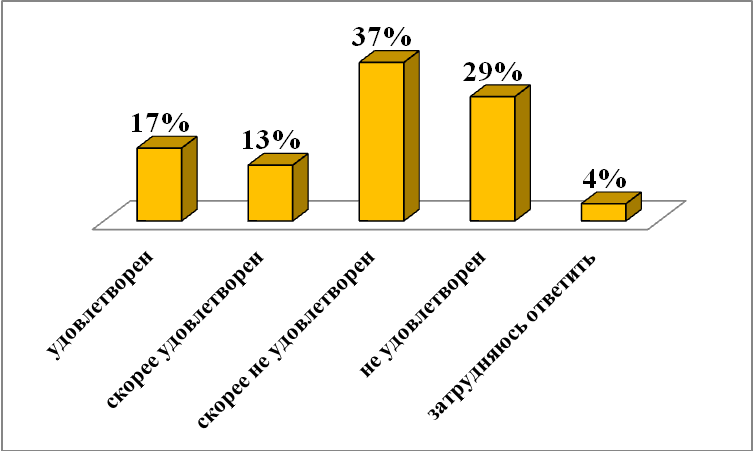 17%
13%
37%
29%
4%
удовлетворен
скорее удовлетворен
скорее не удовлетворен
не удовлетворен
затрудняюсь ответить